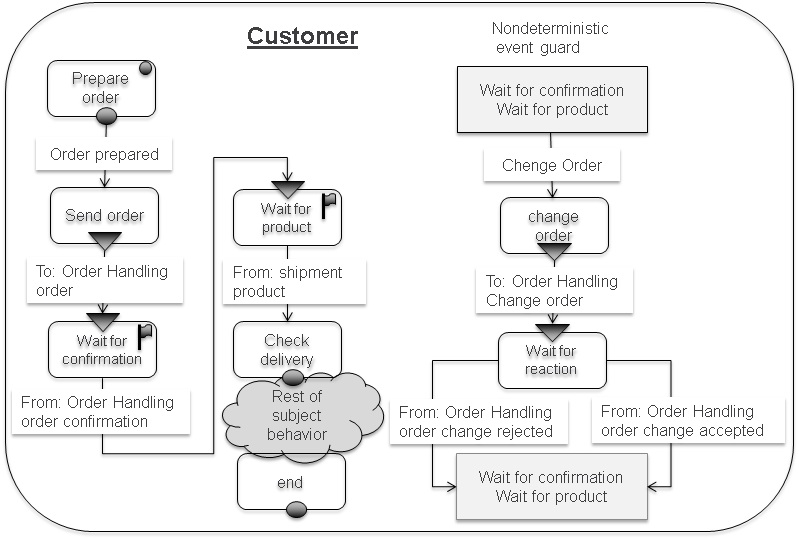 Customer
Prepare
order
Order prepared
Send order
To: Order Handling
order
Wait for
confirmation
From: Order Handling
order confirmation
Wait for
product
From: shipment
product
Check
delivery
Rest of
subject
behavior
end
Nondeterministic
event guard
Wait for confirmation
Wait for product
Chenge Order
change
order
To: Order Handling
Change order
Wait for
reaction
From: Order Handling
order change rejected
From: Order Handling
order change accepted
Wait for confirmation
Wait for product